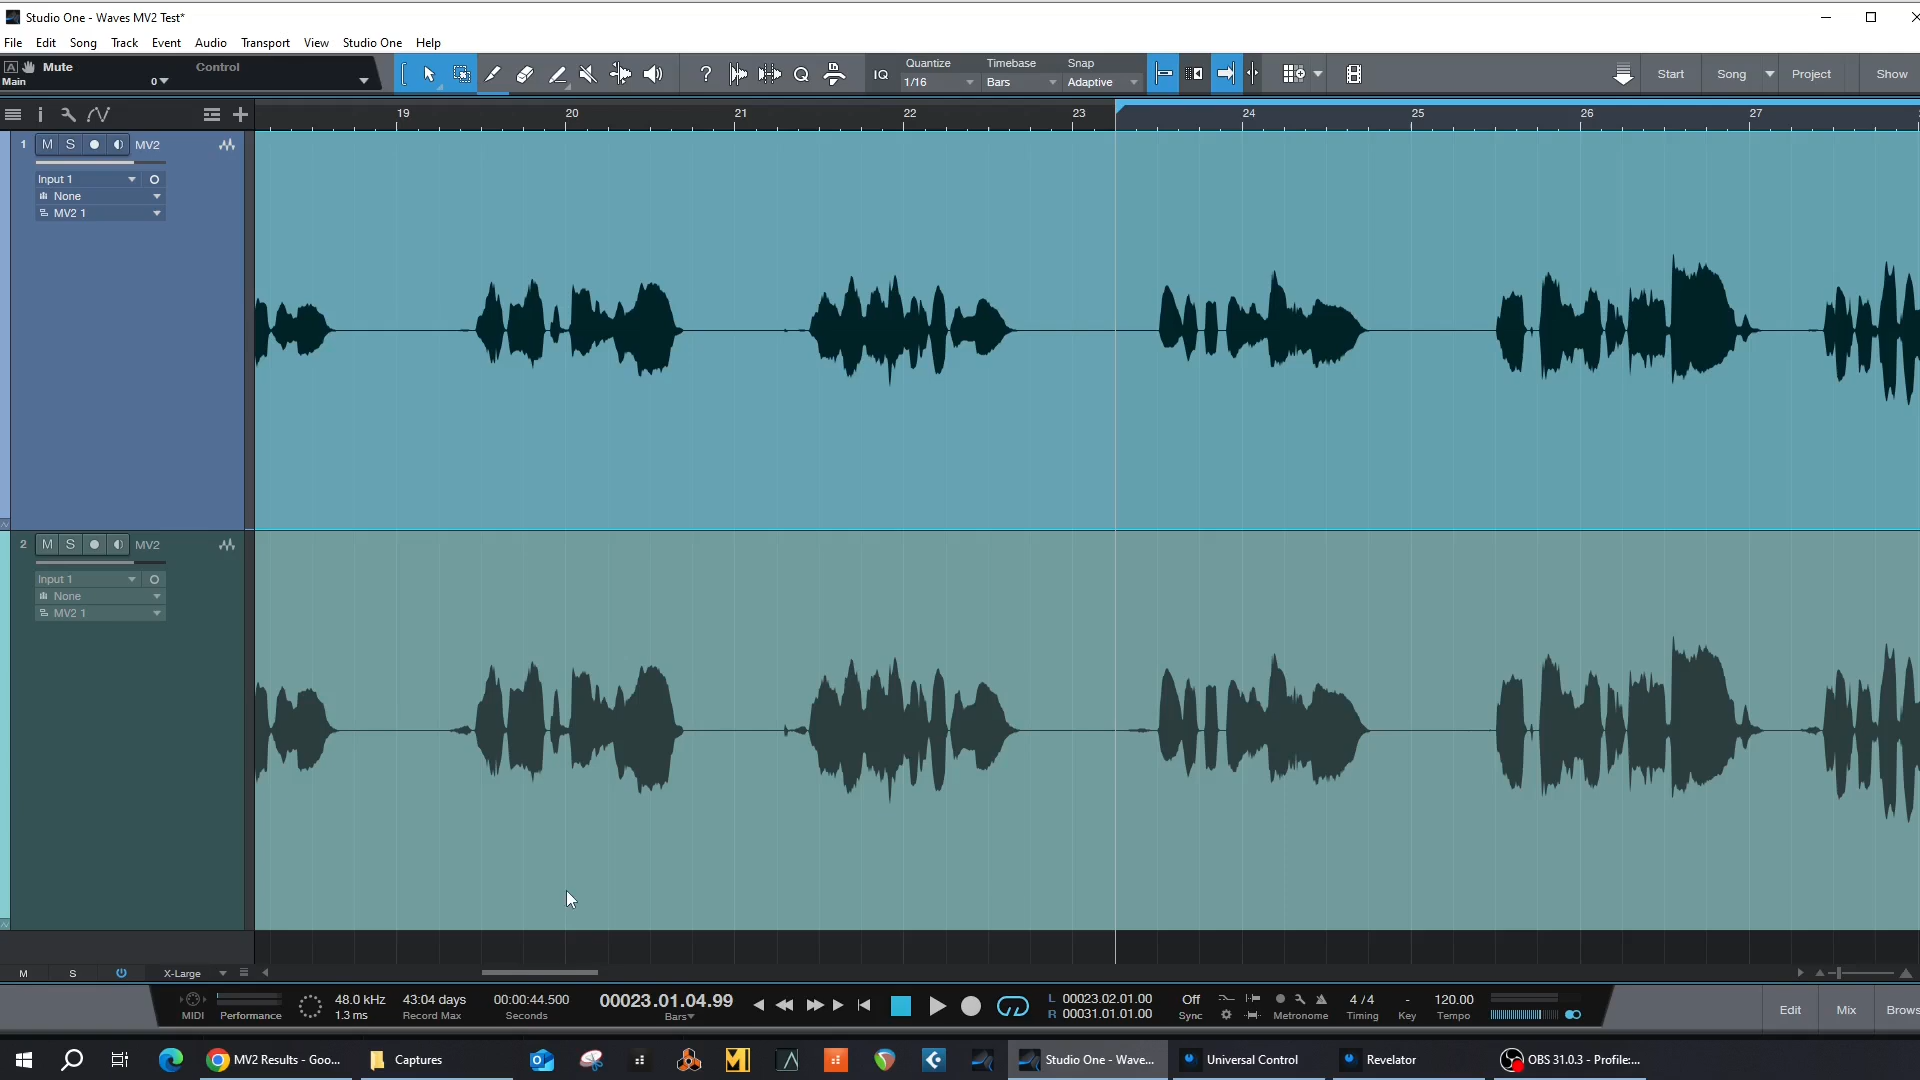 Studio One - Waves MV2 Test*
File Edit Song Track Event Audio Transport View Studio One Help
A Mute Control
Main 0
Quantize Timebase Snap
? Q IQ 1/16 Bars Adaptive Start Song Project Show
19 20 21 22 23 24 25 26 27
1 M S MV2
Input 1
None
MV2 1
2 M S MV2
Input 1
None
MV2 1
M S X-Large
48.0 kHz 43:04 days 00:00:44.500 00023.01.04.99 L 00023.02.01.00 Off 4 / 4 - 120.00
MIDI Performance 1.3 ms Record Max Seconds Bars R 00031.01.01.00 Sync Metronome Timing Key Tempo
Edit Mix Brows
MV2 Results - Goo... Captures Studio One - Wave... Universal Control Revelator OBS 31.0.3 - Profile:...